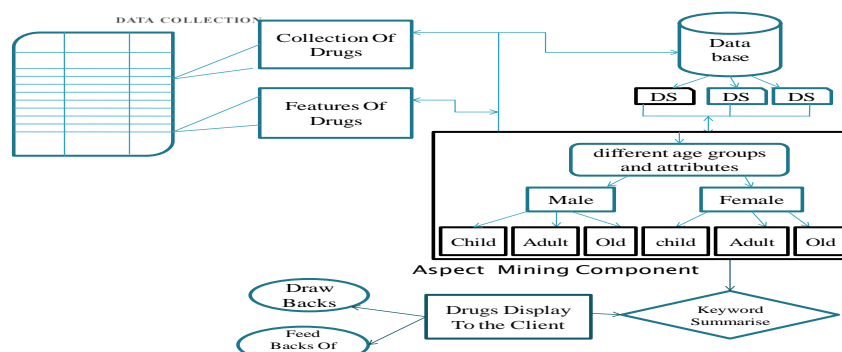 DATA COLLECTION
Collection Of
Drugs
Features Of
Drugs
Data
base
DS DS DS
different age groups
and attributes
Male Female
Child Adult Old child Adult Old
Aspect Mining Component
Draw
Backs
Drugs Display
To the Client
Keyword
Summarise
Feed
Backs Of